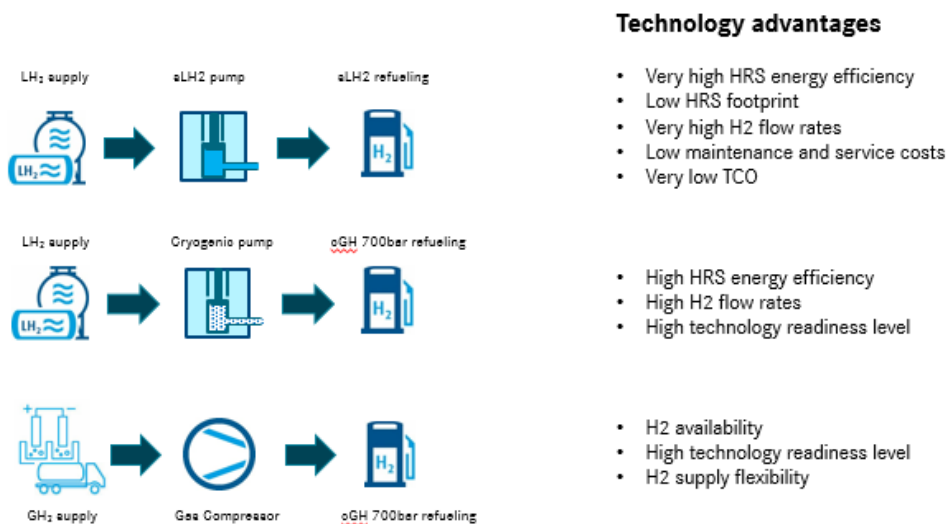 Technology advantages
LH₂ supply
sLH2 pump
sLH2 refueling
LH₂
H₂
• Very high HRS energy efficiency
• Low HRS footprint
• Very high H2 flow rates
• Low maintenance and service costs
• Very low TCO
LH₂ supply
Cryogenic pump
cGH 700bar refueling
LH₂
H₂
• High HRS energy efficiency
• High H2 flow rates
• High technology readiness level
+ -
H₂
GH₂ supply
Gas Compressor
cGH 700bar refueling
• H2 availability
• High technology readiness level
• H2 supply flexibility